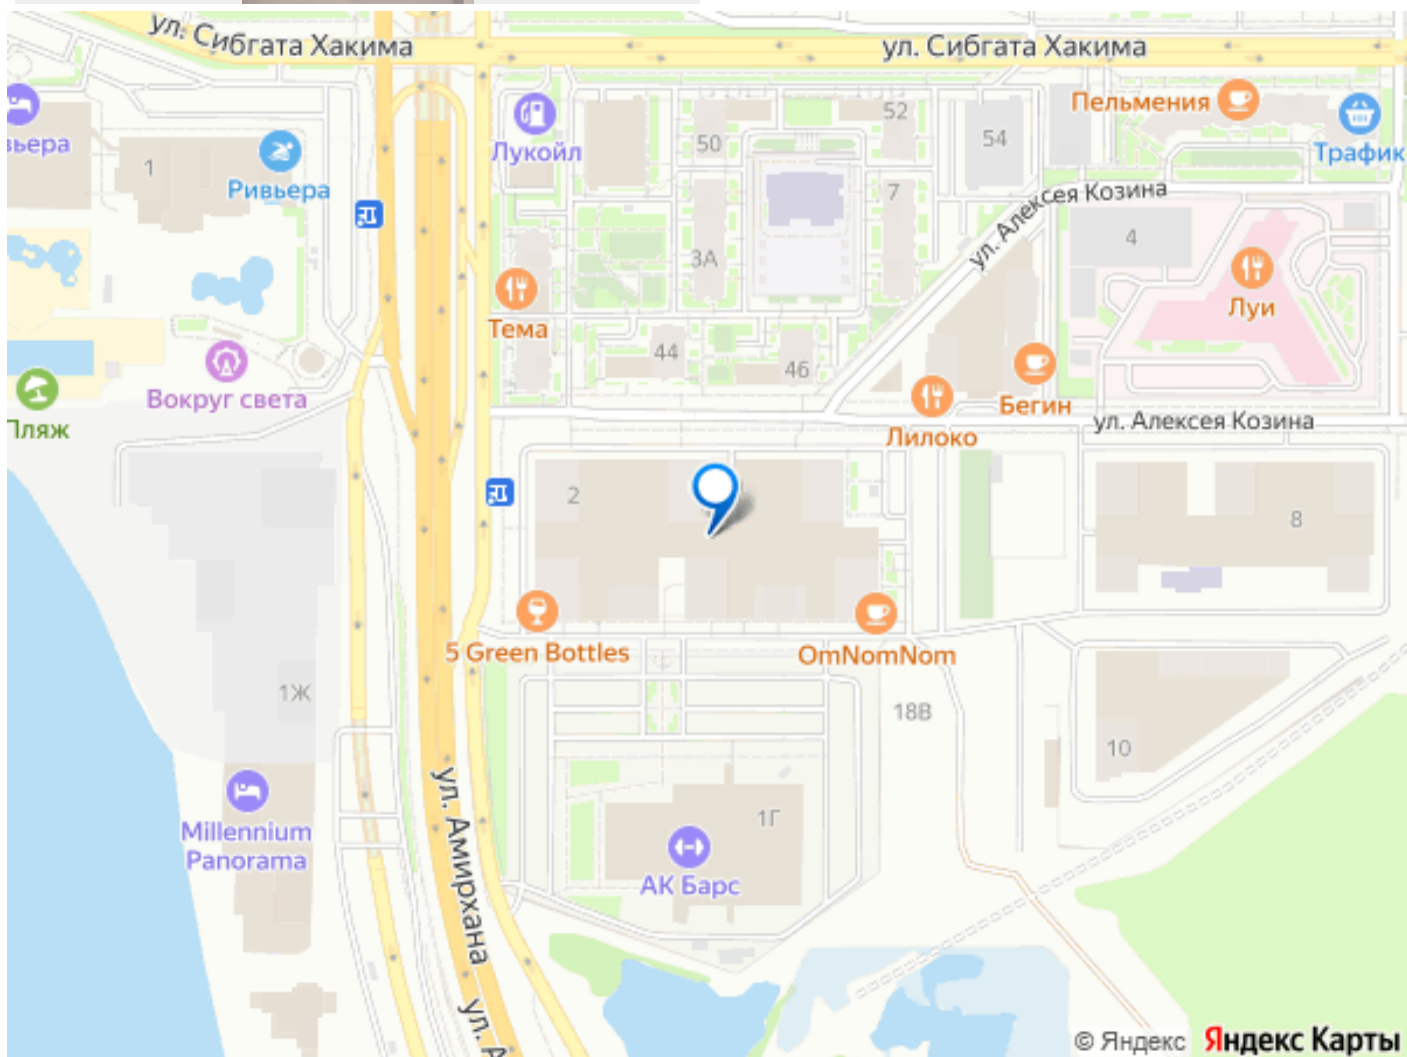 ул. Сибгата Хакима
ул. Сибгата Хакима
Пельмения
52
54
50
Лукойл
Трафик
вьера
1
Ривьера
7
ул. Алексея Козина
4
3А
Луи
Тема
44
46
Вокруг света
Бегин
Пляж
Лилоко
ул. Алексея Козина
2
8
5 Green Bottles
OmNomNom
1Ж
18В
10
ул. Амирхана
Millennium
Panorama
1Г
АК Барс
ул. А
© Яндекс Яндекс Карты